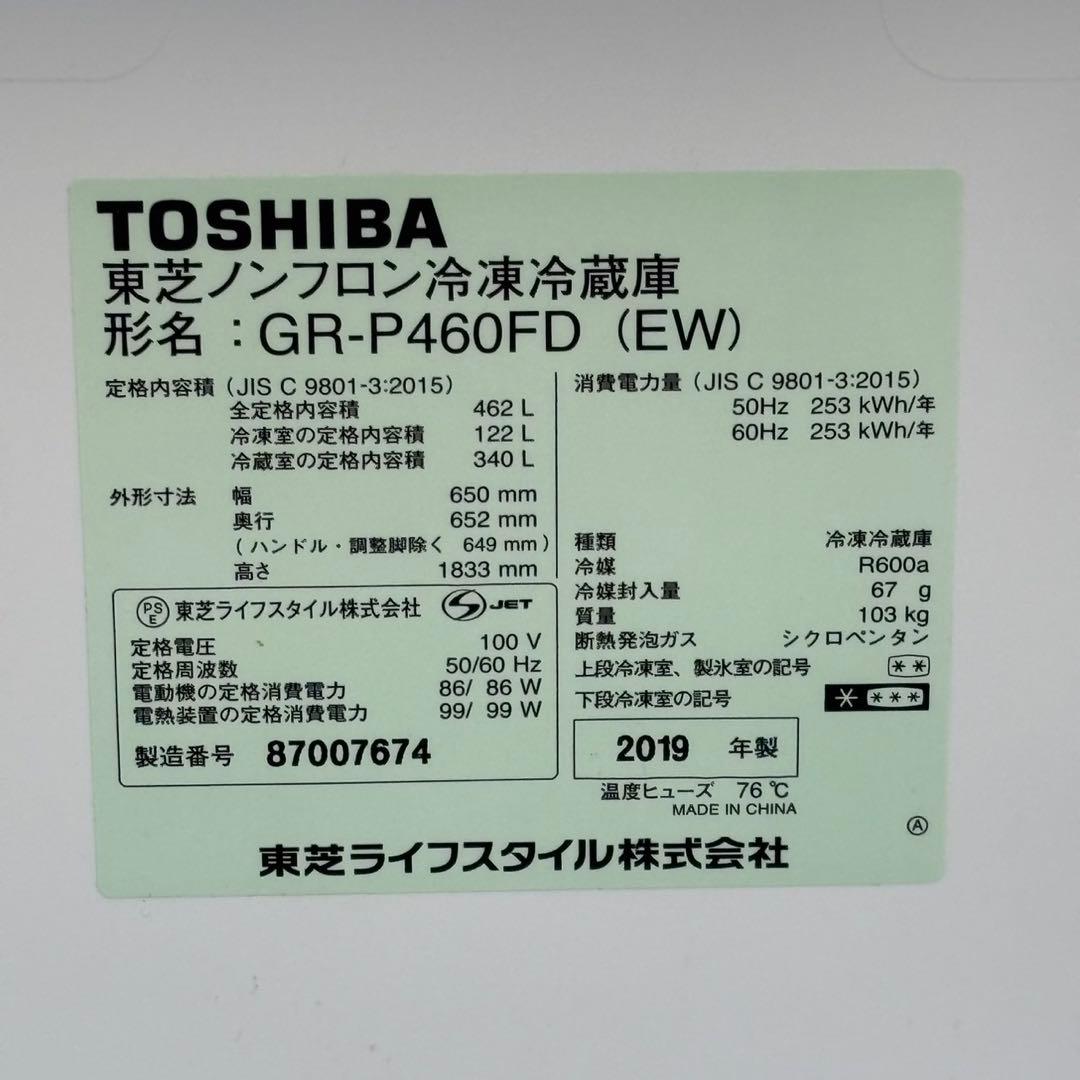 TOSHIBA
東芝ノンフロン冷凍冷蔵庫
形名：GR-P460FD (EW)
定格内容積 (JIS C 9801-3:2015)
全定格内容積 462 L
冷凍室の定格内容積 122 L
冷蔵室の定格内容積 340 L
外形寸法 幅 650 mm
奥行 652 mm
(ハンドル・調整脚除く 649 mm)
高さ 1833 mm
PSE 東芝ライフスタイル株式会社 S JET
定格電圧 100 V
定格周波数 50/60 Hz
電動機の定格消費電力 86/ 86 W
電熱装置の定格消費電力 99/ 99 W
製造番号 87007674
消費電力量 (JIS C 9801-3:2015)
50Hz 253 kWh/年
60Hz 253 kWh/年
種類 冷凍冷蔵庫
冷媒 R600a
冷媒封入量 67 g
質量 103 kg
断熱発泡ガス シクロペンタン
上段冷凍室、製氷室の記号 **
下段冷凍室の記号 * ***
2019 年製
温度ヒューズ 76 ℃
MADE IN CHINA
Ⓐ
東芝ライフスタイル株式会社